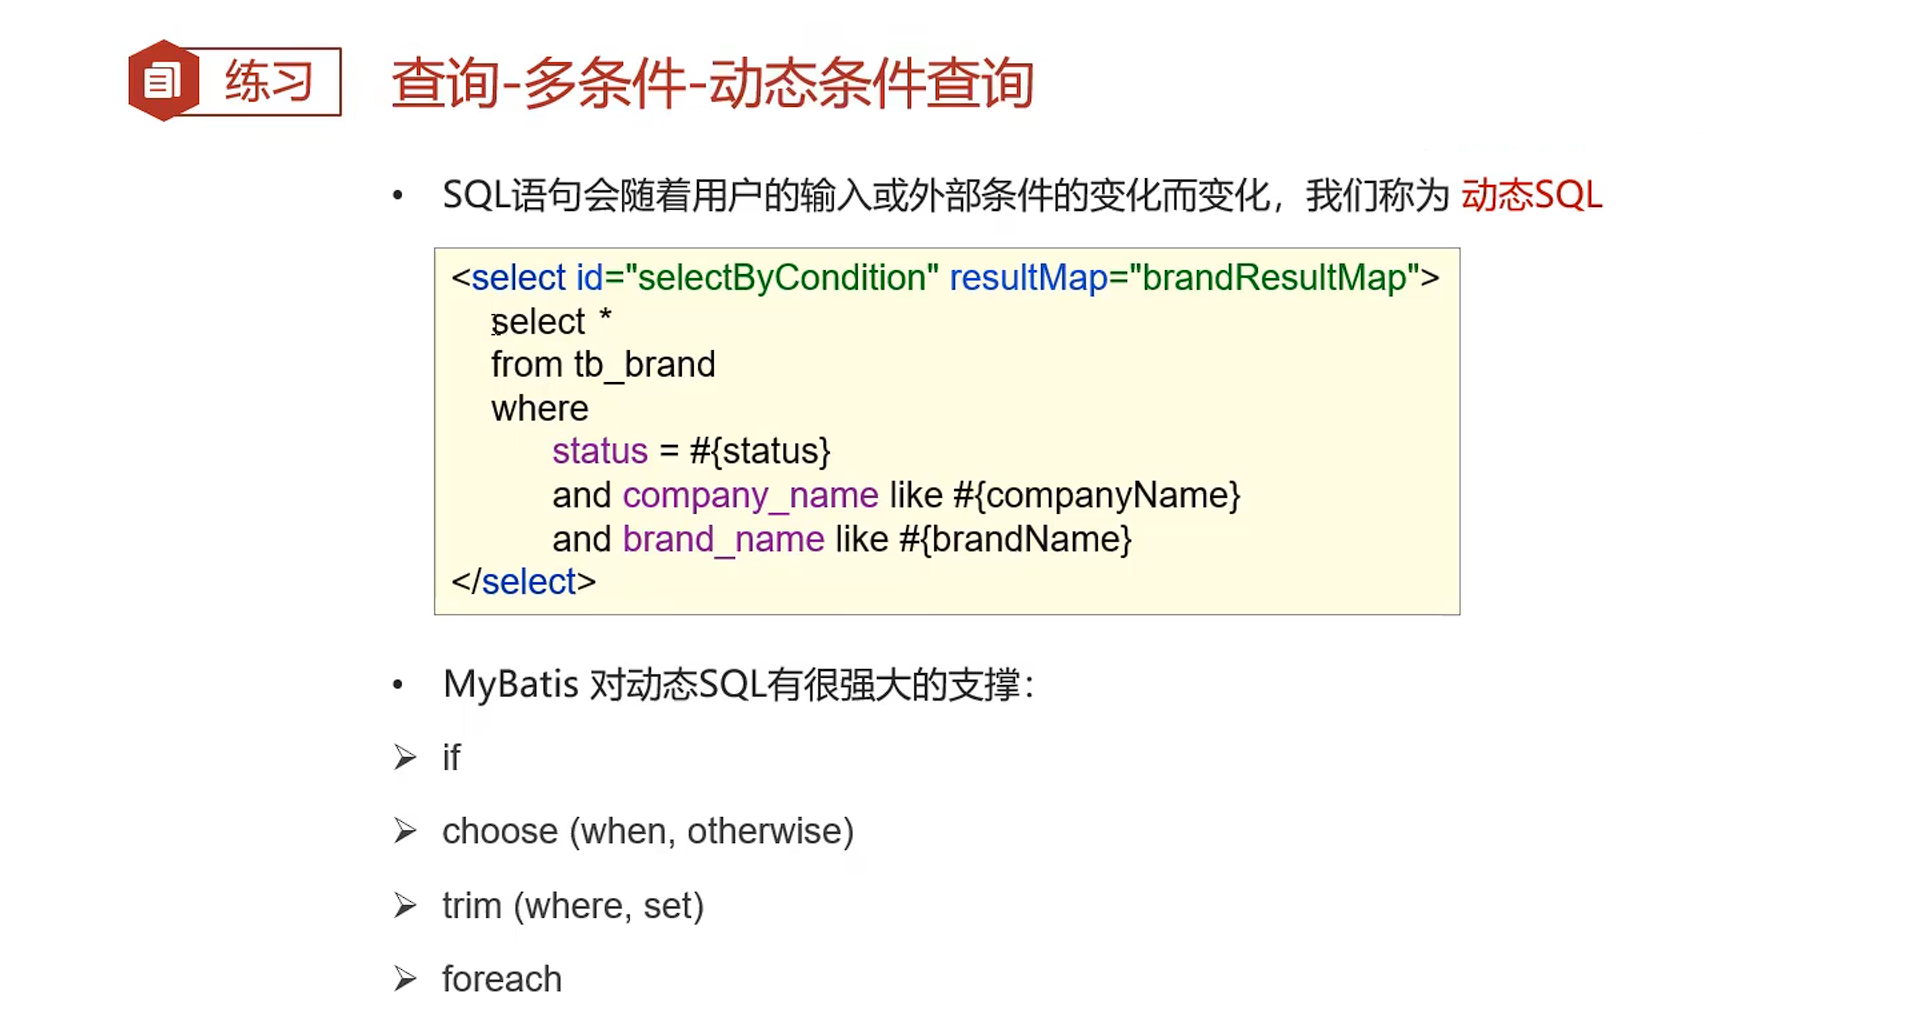 练习
查询-多条件-动态条件查询
• SQL语句会随着用户的输入或外部条件的变化而变化，我们称为 动态SQL
<select id="selectByCondition" resultMap="brandResultMap">
select *
from tb_brand
where
status = #{status}
and company_name like #{companyName}
and brand_name like #{brandName}
</select>
• MyBatis 对动态SQL有很强大的支撑：
➢ if
➢ choose (when, otherwise)
➢ trim (where, set)
➢ foreach